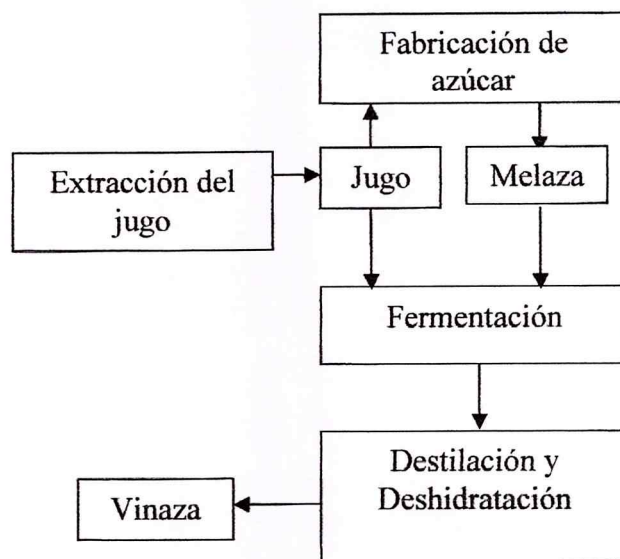 Fabricación de
azúcar
Extracción del
jugo
Jugo
Melaza
Fermentación
Destilación y
Deshidratación
Vinaza